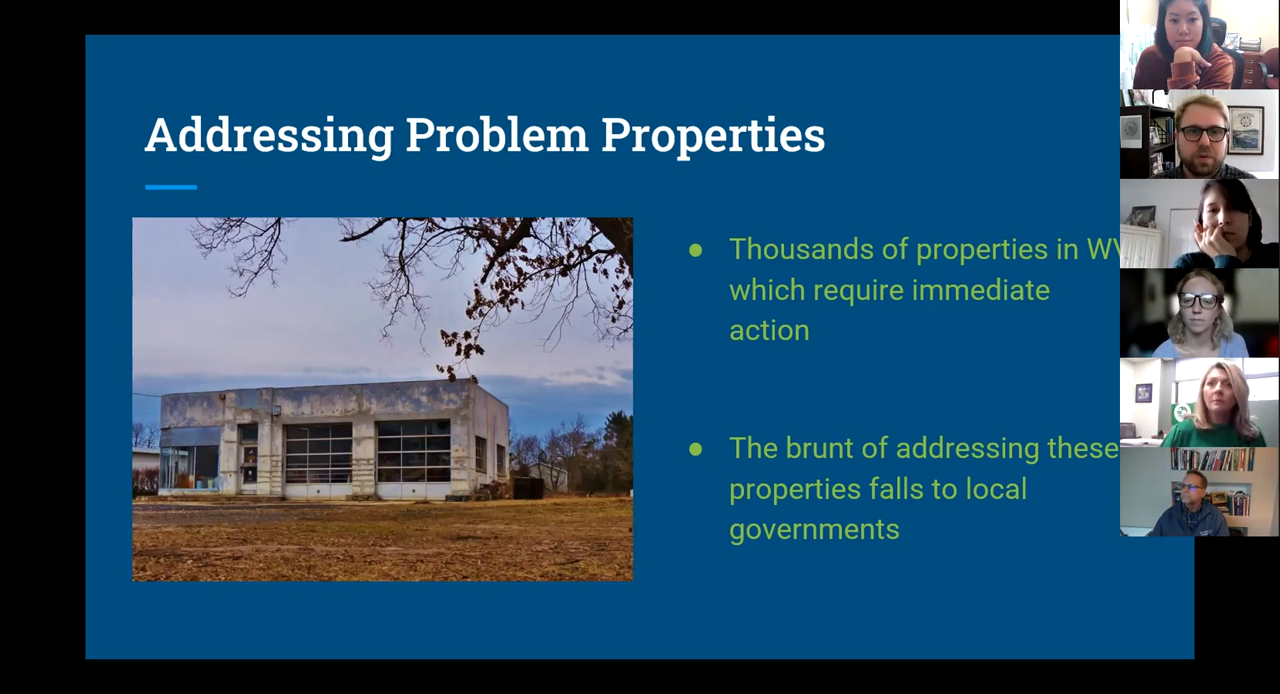 Addressing Problem Properties
● Thousands of properties in WV
which require immediate
action
● The brunt of addressing these
properties falls to local
governments